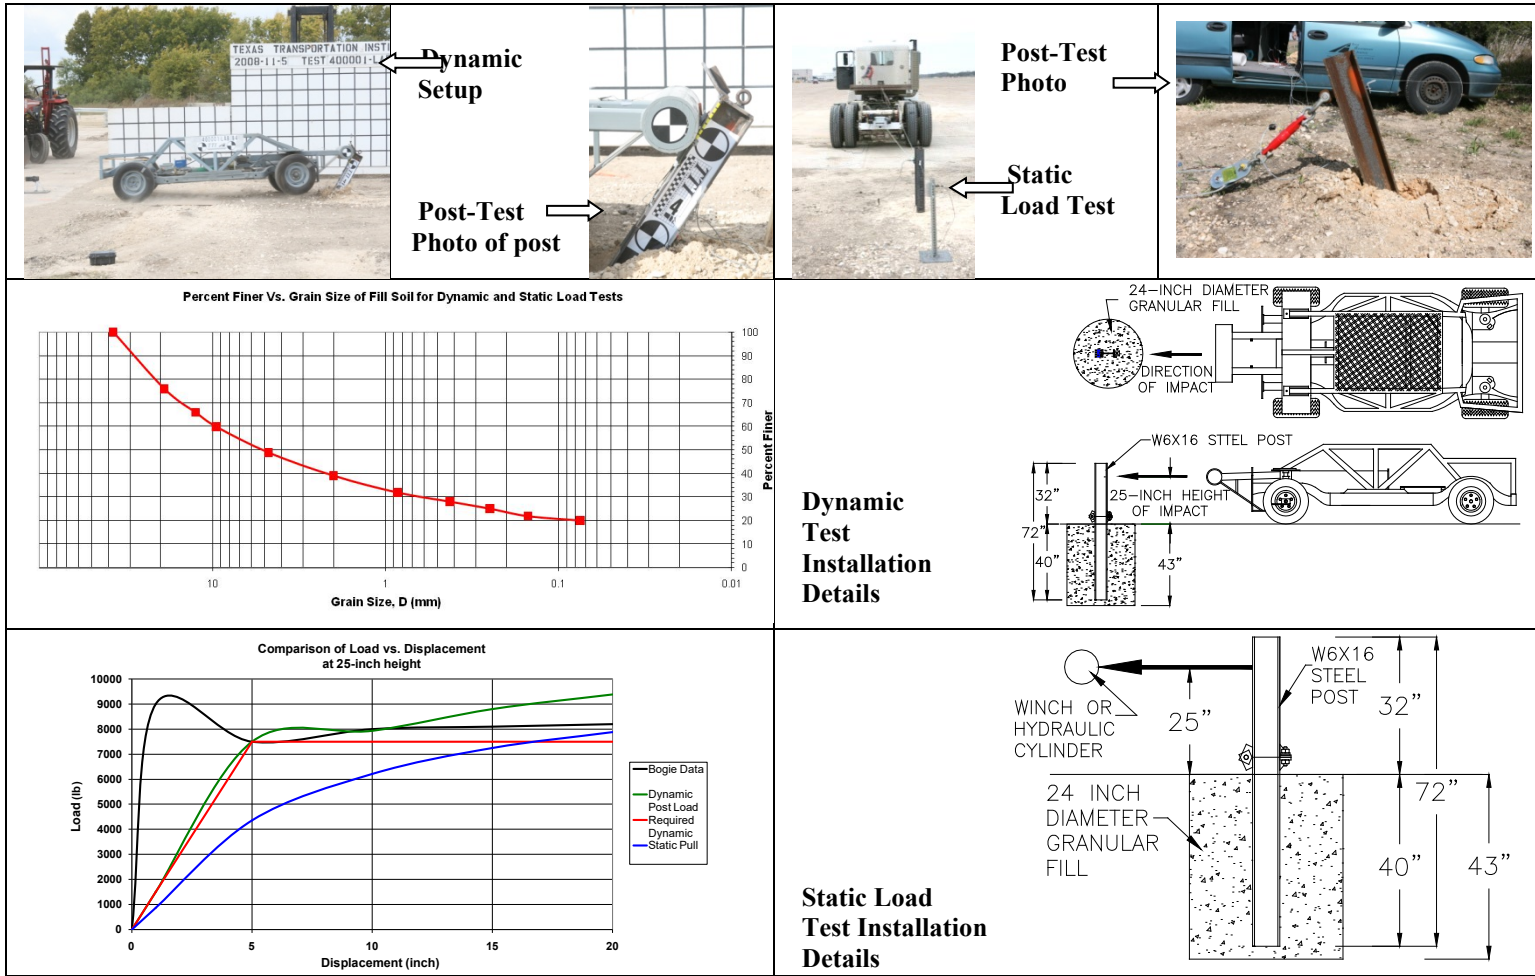 TEXAS TRANSPORTATION INSTI
2008-11-5 TEST 400001-L
Dynamic
Setup
Post-Test
Photo of post
TTI
Static
Load Test
Post-Test
Photo
Percent Finer Vs. Grain Size of Fill Soil for Dynamic and Static Load Tests
100
90
80
70
60
50
40
30
20
10
0
Percent Finer
10 1 0.1 0.01
Grain Size, D (mm)
24-INCH DIAMETER
GRANULAR FILL
DIRECTION
OF IMPACT
W6X16 STTEL POST
32"
25-INCH HEIGHT
OF IMPACT
72"
40"
43"
Dynamic
Test
Installation
Details
Comparison of Load vs. Displacement
at 25-inch height
10000
9000
8000
7000
6000
5000
4000
3000
2000
1000
0
Load (lb)
0 5 10 15 20
Displacement (inch)
Bogie Data
Dynamic
Post Load
Required
Dynamic
Static Pull
W6X16
STEEL
POST
WINCH OR
HYDRAULIC
CYLINDER
25"
32"
24 INCH
DIAMETER
GRANULAR
FILL
72"
40"
43"
Static Load
Test Installation
Details